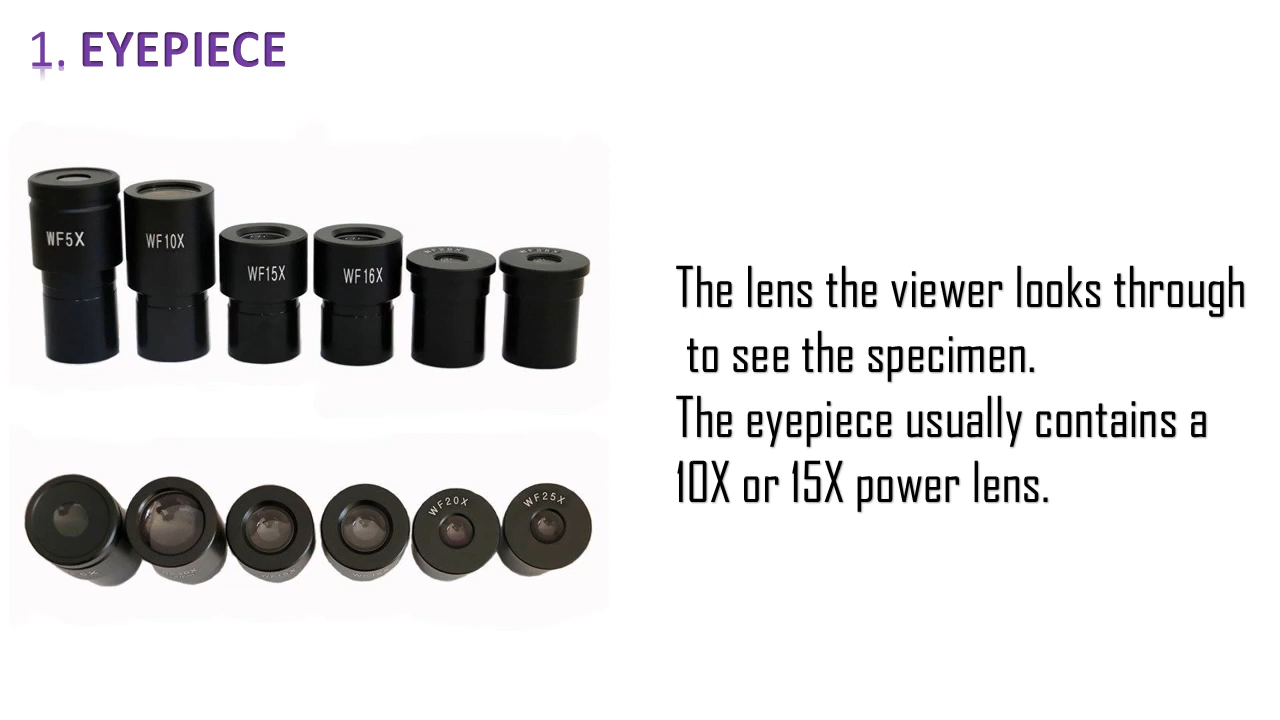 1. EYEPIECE
WF5X
WF10X
WF15X
WF16X
The lens the viewer looks through
to see the specimen.
The eyepiece usually contains a
10X or 15X power lens.
WF20X
WF25X